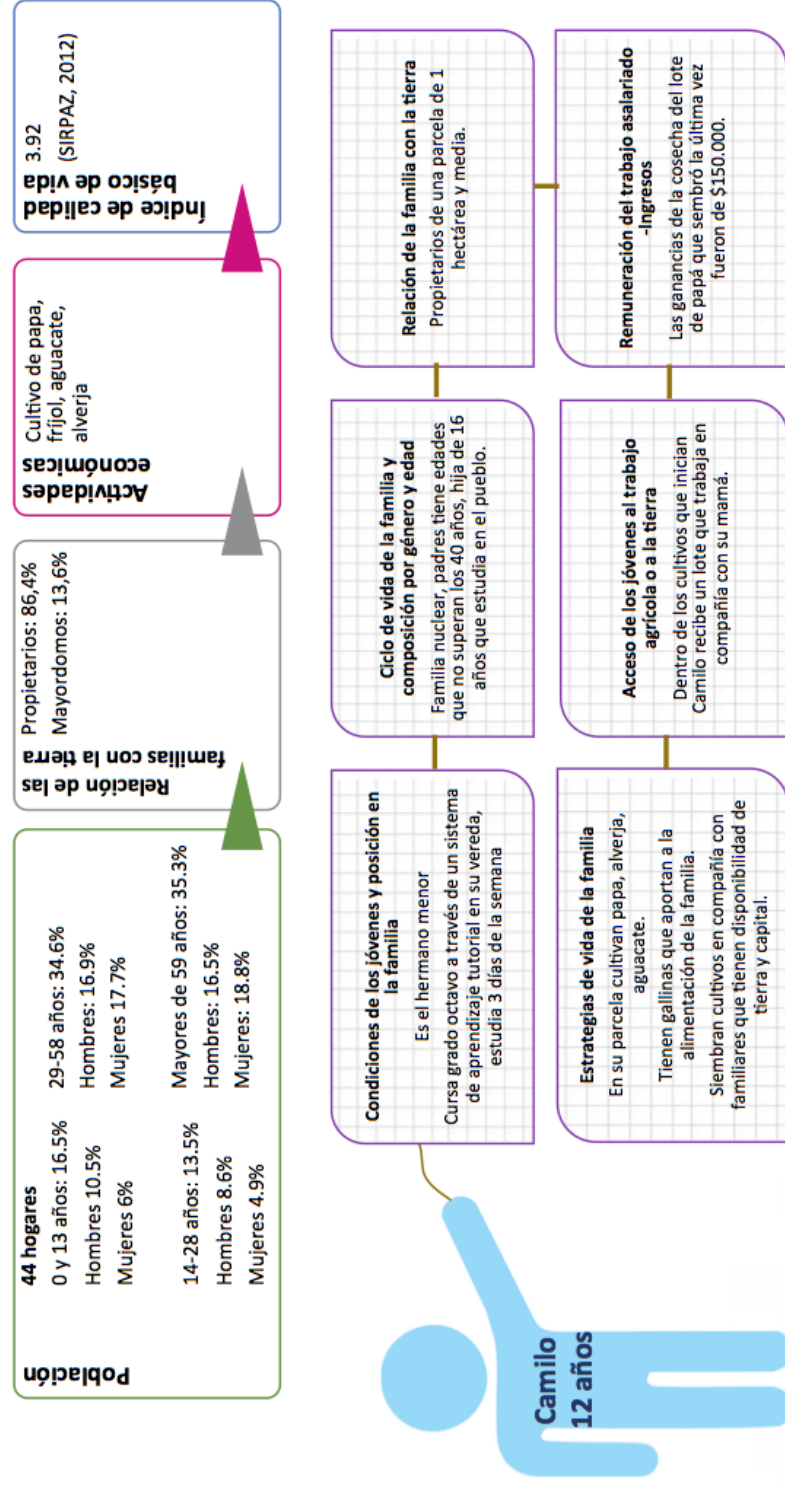 Población
44 hogares
0 y 13 años: 16.5%
Hombres 10.5%
Mujeres 6%
14-28 años: 13.5%
Hombres 8.6%
Mujeres 4.9%
29-58 años: 34.6%
Hombres: 16.9%
Mujeres 17.7%
Mayores de 59 años: 35.3%
Hombres: 16.5%
Mujeres: 18.8%
Relación de las
familias con la tierra
Propietarios: 86,4%
Mayordomos: 13,6%
Actividades
económicas
Cultivo de papa,
fríjol, aguacate,
alverja
Índice de calidad de
básico de vida
3.92
(SIRPAZ, 2012)
Camilo
12 años
Condiciones de los jóvenes y posición en
la familia
Es el hermano menor
Cursa grado octavo a través de un sistema
de aprendizaje tutorial en su vereda,
estudia 3 días de la semana
Ciclo de vida de la familia y
composición por género y edad
Familia nuclear, padres tiene edades
que no superan los 40 años, hija de 16
años que estudia en el pueblo.
Relación de la familia con la tierra
Propietarios de una parcela de 1
hectárea y media.
Estrategias de vida de la familia
En su parcela cultivan papa, alverja,
aguacate.
Tienen gallinas que aportan a la
alimentación de la familia.
Siembran cultivos en compañía con
familiares que tienen disponibilidad de
tierra y capital.
Acceso de los jóvenes al trabajo
agrícola o a la tierra
Dentro de los cultivos que inician
Camilo recibe un lote que trabaja en
compañía con su mamá.
Remuneración del trabajo asalariado
-Ingresos
Las ganancias de la cosecha del lote
de papá que sembró la última vez
fueron de $150.000.